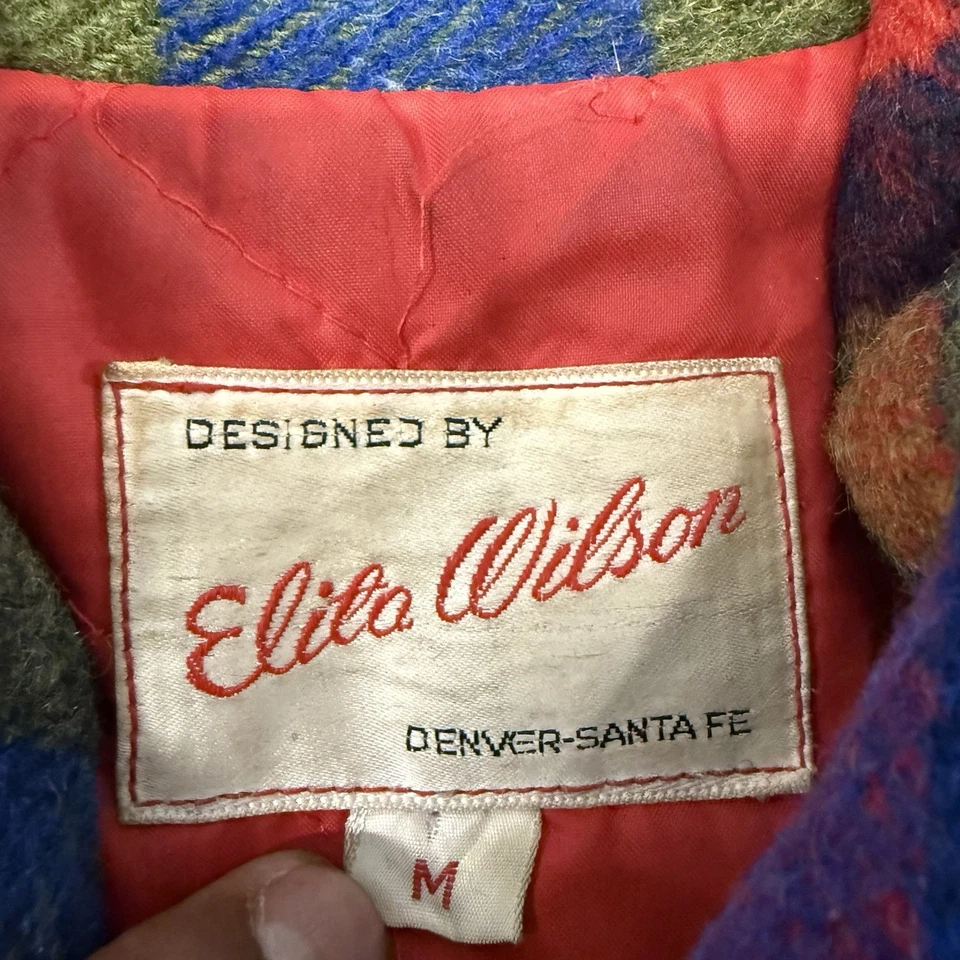 DESIGNED BY
Elita Wilson
DENVER-SANTA FE
M